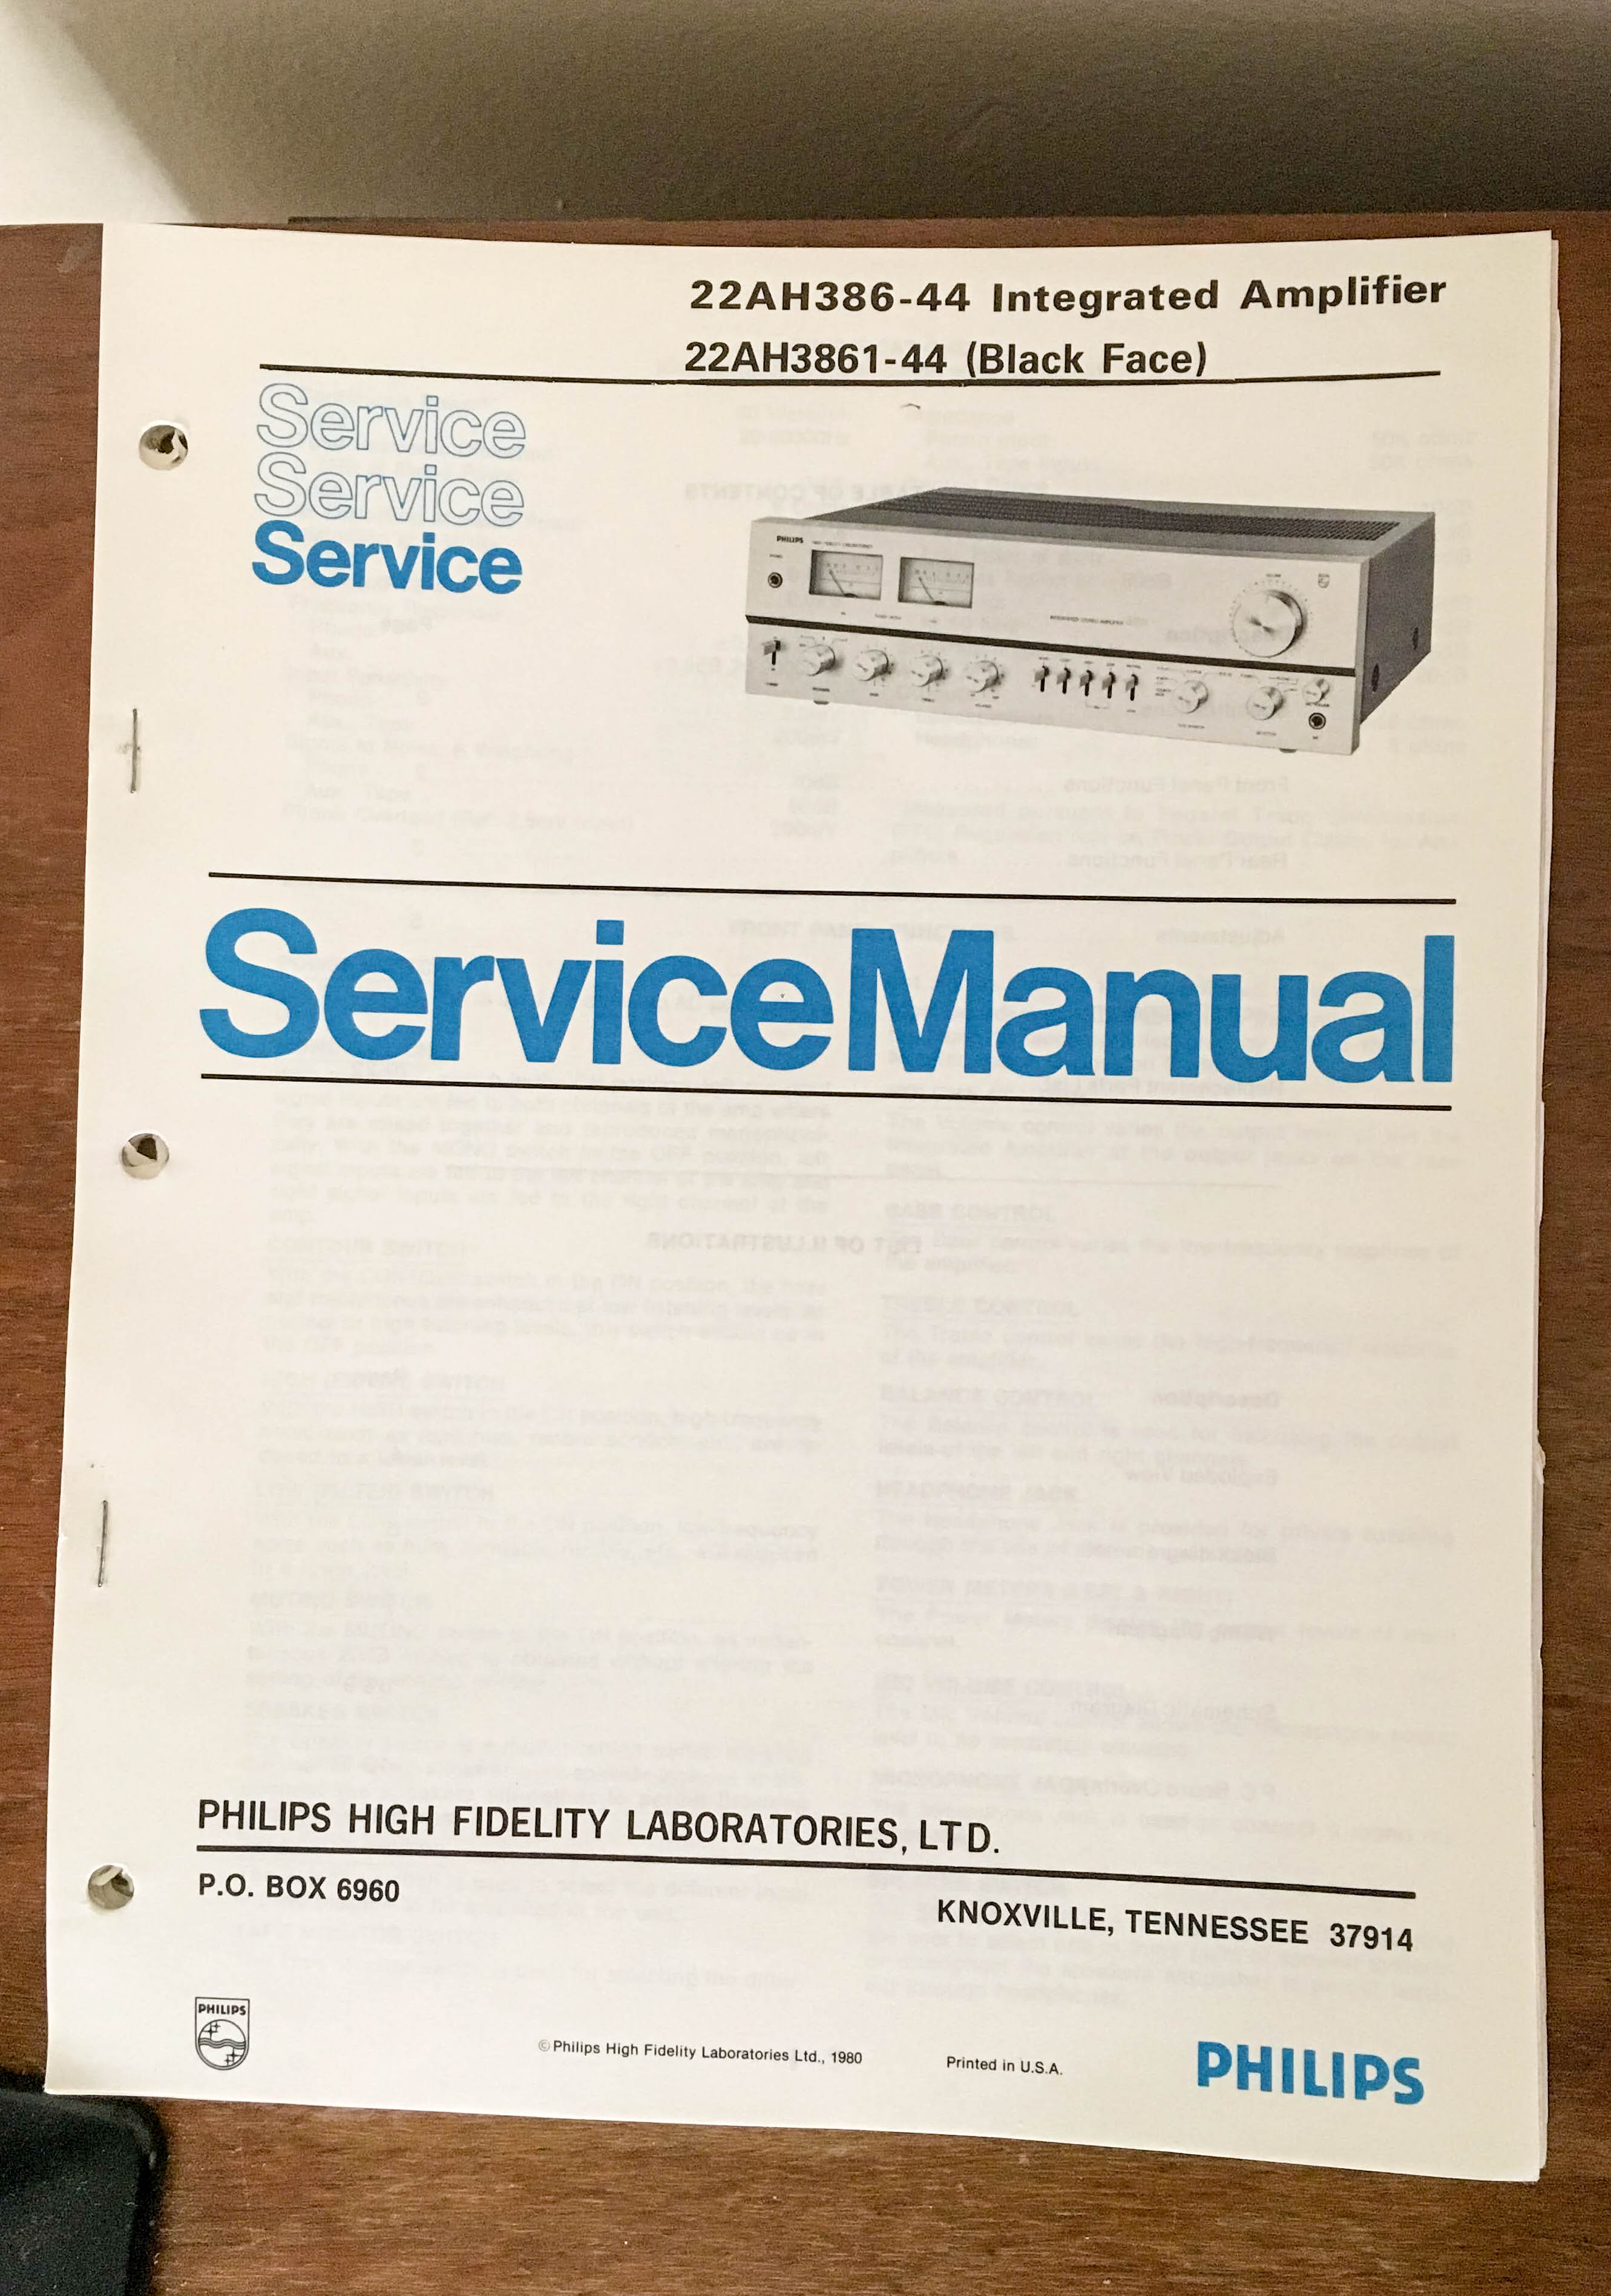 22AH386-44 Integrated Amplifier
22AH3861-44 (Black Face)
Service
Service
Service
PHILIPS
Service Manual
PHILIPS HIGH FIDELITY LABORATORIES, LTD.
P.O. BOX 6960
KNOXVILLE, TENNESSEE 37914
PHILIPS
© Philips High Fidelity Laboratories Ltd., 1980
Printed in U.S.A.
PHILIPS